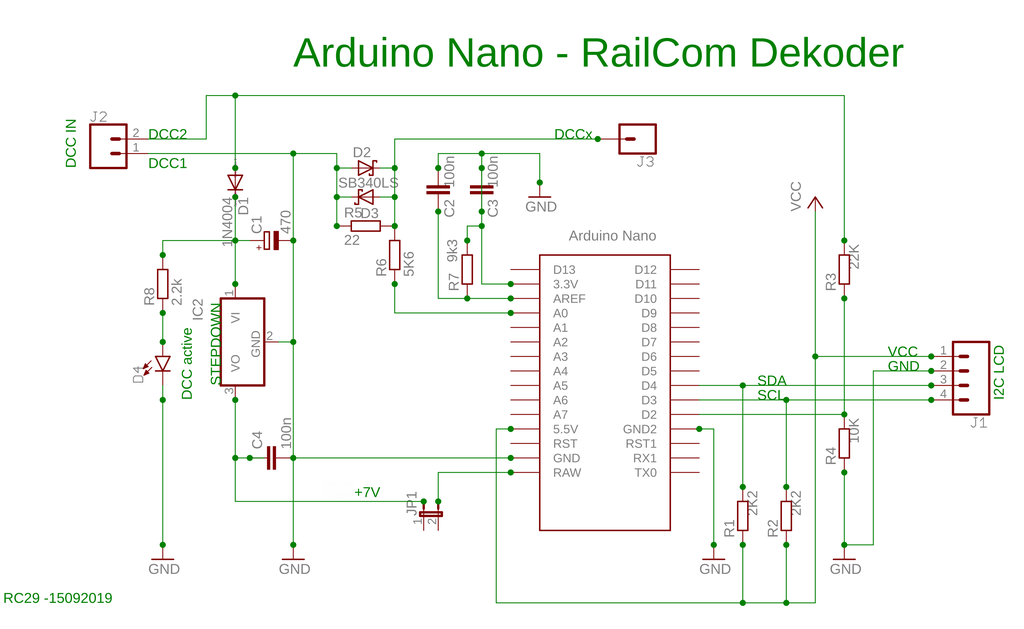 Arduino Nano - RailCom Dekoder
J2
DCC IN
2
1
DCC2
DCC1
D2
SB340LS
R5
D3
22
DCCx
J3
1N4004
D1
C1
470
+
R6
5K6
C2
100n
C3
100n
GND
VCC
R7
9k3
R3
22K
R8
2.2k
IC2
STEPDOWN
1
VI
GND
2
VO
3
D4
DCC active
Arduino Nano
D13
D12
3.3V
D11
AREF
D10
A0
D9
A1
D8
A2
D7
A3
D6
A4
D5
A5
D4
A6
D3
A7
D2
5.5V
GND2
RST
RST1
GND
RX1
RAW
TX0
VCC
GND
SDA
SCL
1
2
3
4
I2C LCD
J1
C4
100n
R4
10K
+7V
JP1
1
2
R1
2K2
R2
2K2
GND
GND
GND
GND
RC29 -15092019